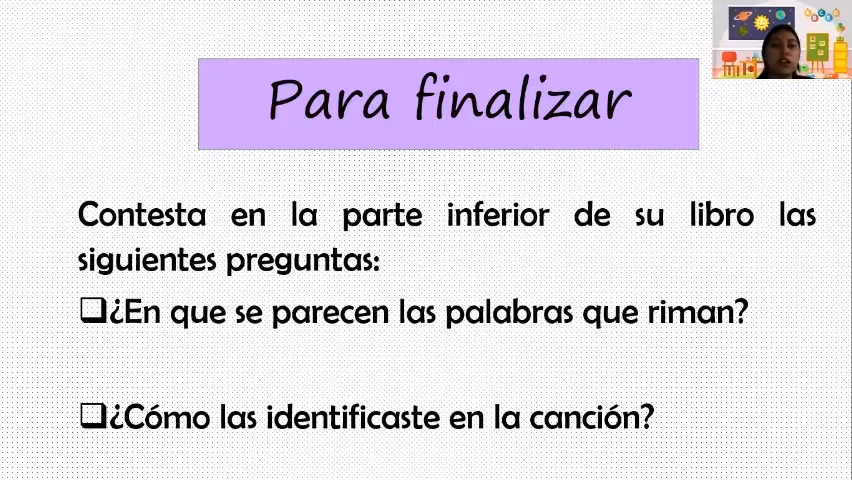 Para finalizar
Contesta en la parte inferior de su libro las
siguientes preguntas:
❑¿En que se parecen las palabras que riman?
❑¿Cómo las identificaste en la canción?